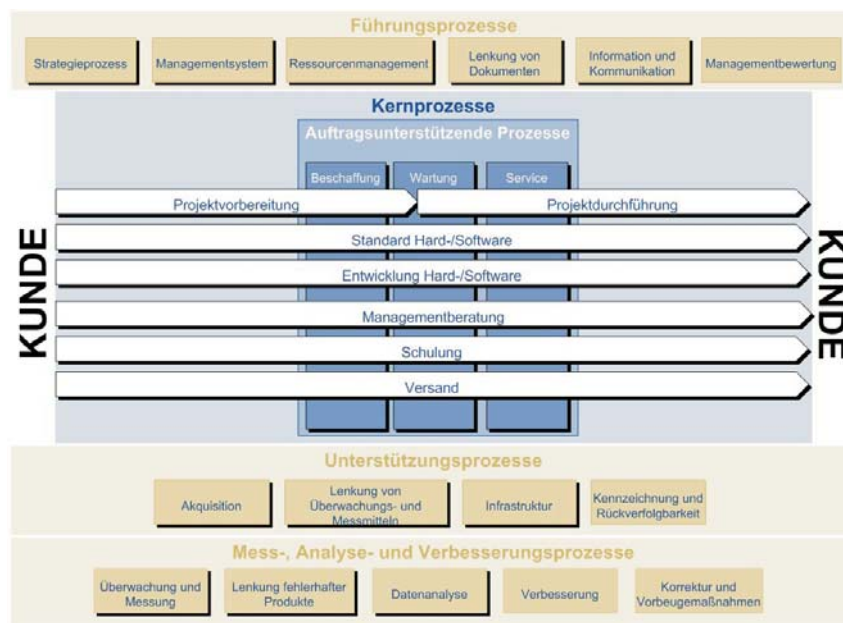 Führungsprozesse
Strategieprozess
Managementsystem
Ressourcenmanagement
Lenkung von
Dokumenten
Information und
Kommunikation
Managementbewertung
Kernprozesse
Auftragsunterstützende Prozesse
Beschaffung
Wartung
Service
KUNDE
Projektvorbereitung
Projektdurchführung
Standard Hard-/Software
Entwicklung Hard-/Software
Managementberatung
Schulung
Versand
KUNDE
Unterstützungsprozesse
Akquisition
Lenkung von
Überwachungs- und
Messmitteln
Infrastruktur
Kennzeichnung und
Rückverfolgbarkeit
Mess-, Analyse- und Verbesserungsprozesse
Überwachung und
Messung
Lenkung fehlerhafter
Produkte
Datenanalyse
Verbesserung
Korrektur und
Vorbeugemaßnahmen